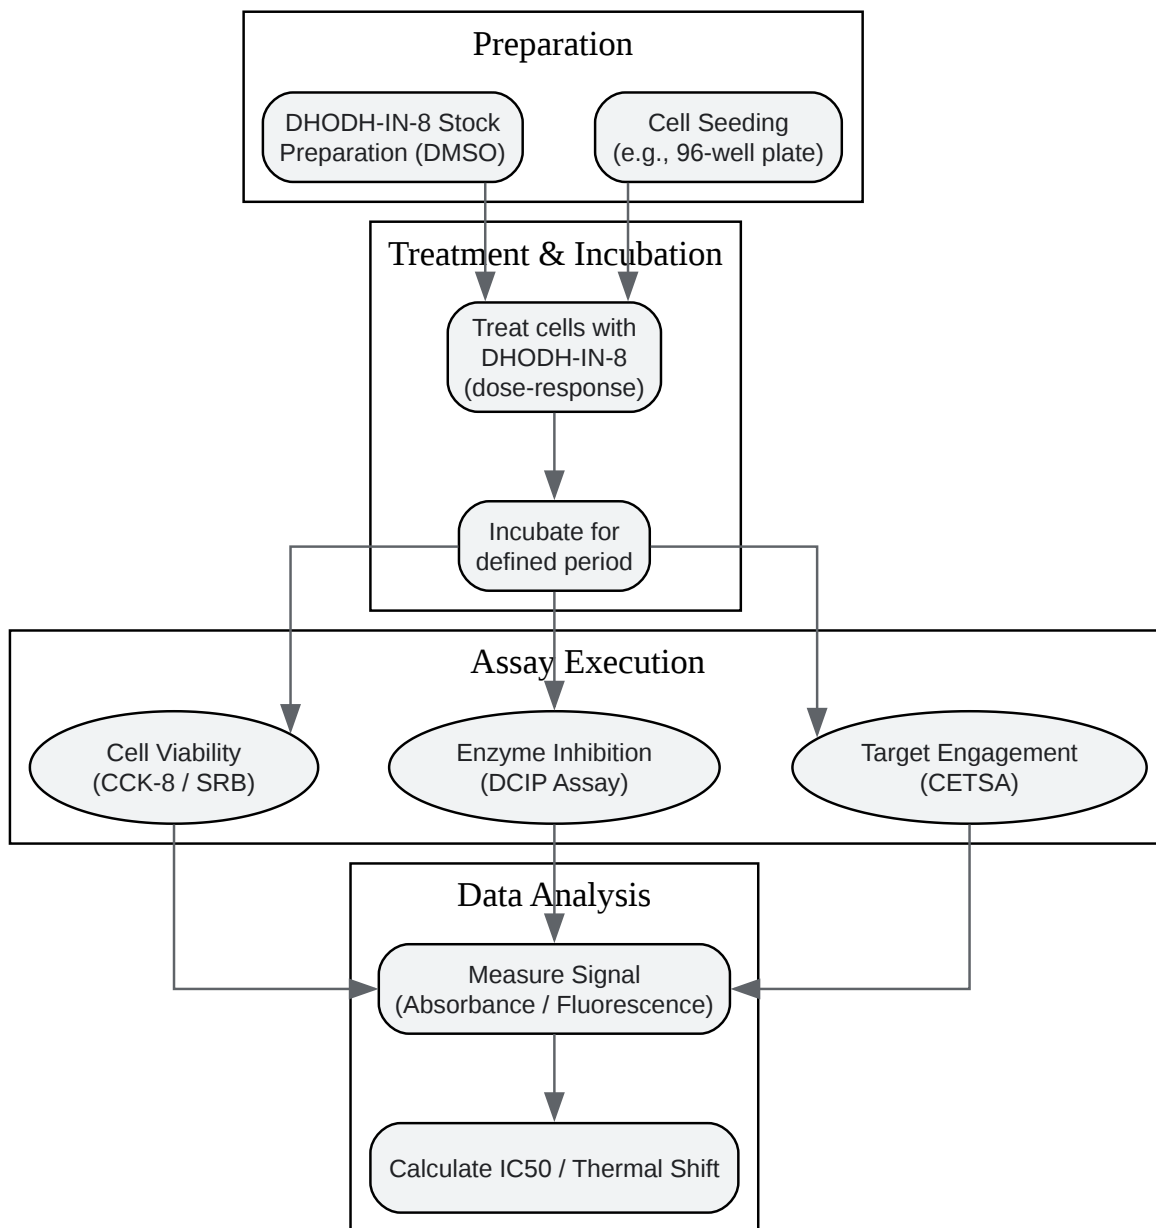 Preparation
DHODH-IN-8 Stock
Preparation (DMSO)
Cell Seeding
(e.g., 96-well plate)
Treatment & Incubation
Treat cells with
DHODH-IN-8
(dose-response)
Incubate for
defined period
Assay Execution
Cell Viability
(CCK-8 / SRB)
Enzyme Inhibition
(DCIP Assay)
Target Engagement
(CETSA)
Data Analysis
Measure Signal
(Absorbance / Fluorescence)
Calculate IC50 / Thermal Shift